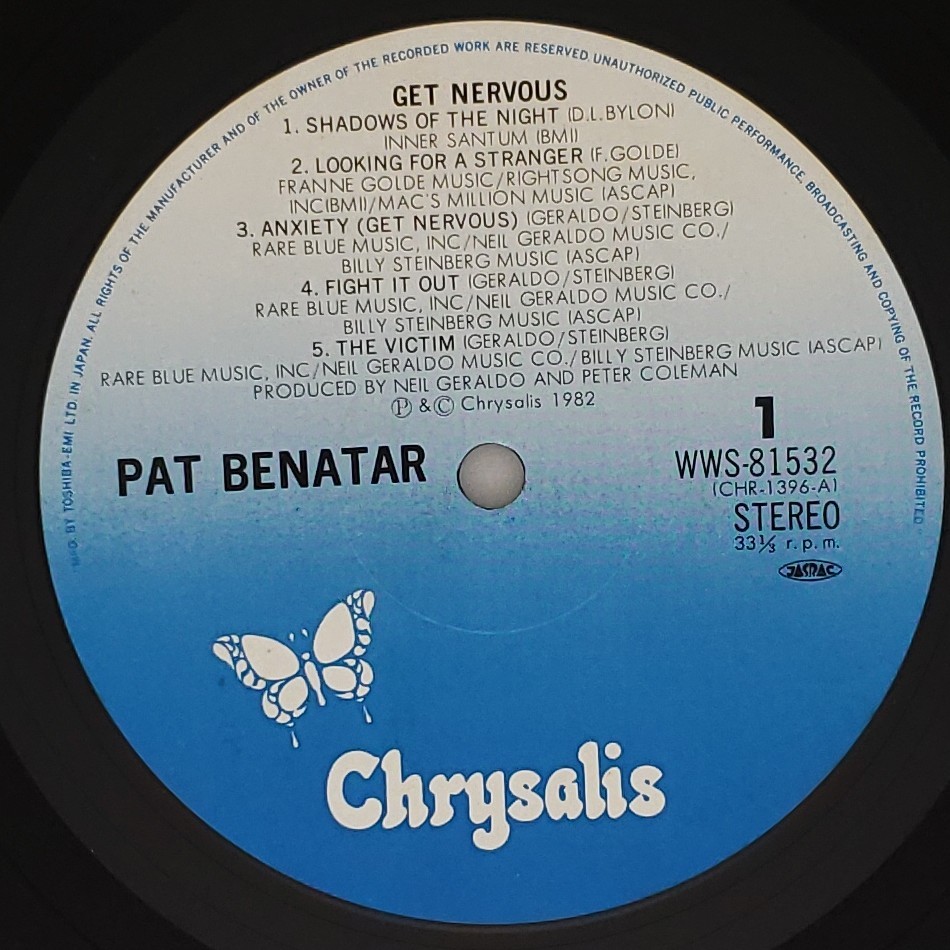 MFD. BY TOSHIBA-EMI LTD. IN JAPAN. ALL RIGHTS OF THE MANUFACTURER AND OF THE OWNER OF THE RECORDED WORK ARE RESERVED. UNAUTHORIZED PUBLIC PERFORMANCE, BROADCASTING AND COPYING OF THE RECORD PROHIBITED
GET NERVOUS
1. SHADOWS OF THE NIGHT (D.L.BYLON)
INNER SANTUM (BMI)
2. LOOKING FOR A STRANGER (F.GOLDE)
FRANNE GOLDE MUSIC/RIGHTSONG MUSIC,
INC(BMI)/MAC'S MILLION MUSIC (ASCAP)
3. ANXIETY (GET NERVOUS) (GERALDO/STEINBERG)
RARE BLUE MUSIC, INC/NEIL GERALDO MUSIC CO./
BILLY STEINBERG MUSIC (ASCAP)
4. FIGHT IT OUT (GERALDO/STEINBERG)
RARE BLUE MUSIC, INC/NEIL GERALDO MUSIC CO./
BILLY STEINBERG MUSIC (ASCAP)
5. THE VICTIM (GERALDO/STEINBERG)
RARE BLUE MUSIC, INC/NEIL GERALDO MUSIC CO./BILLY STEINBERG MUSIC (ASCAP)
PRODUCED BY NEIL GERALDO AND PETER COLEMAN
Ⓟ &© Chrysalis 1982
PAT BENATAR
1
WWS-81532
(CHR-1396-A)
STEREO
33⅓ r.p.m.
JASRAC
Chrysalis